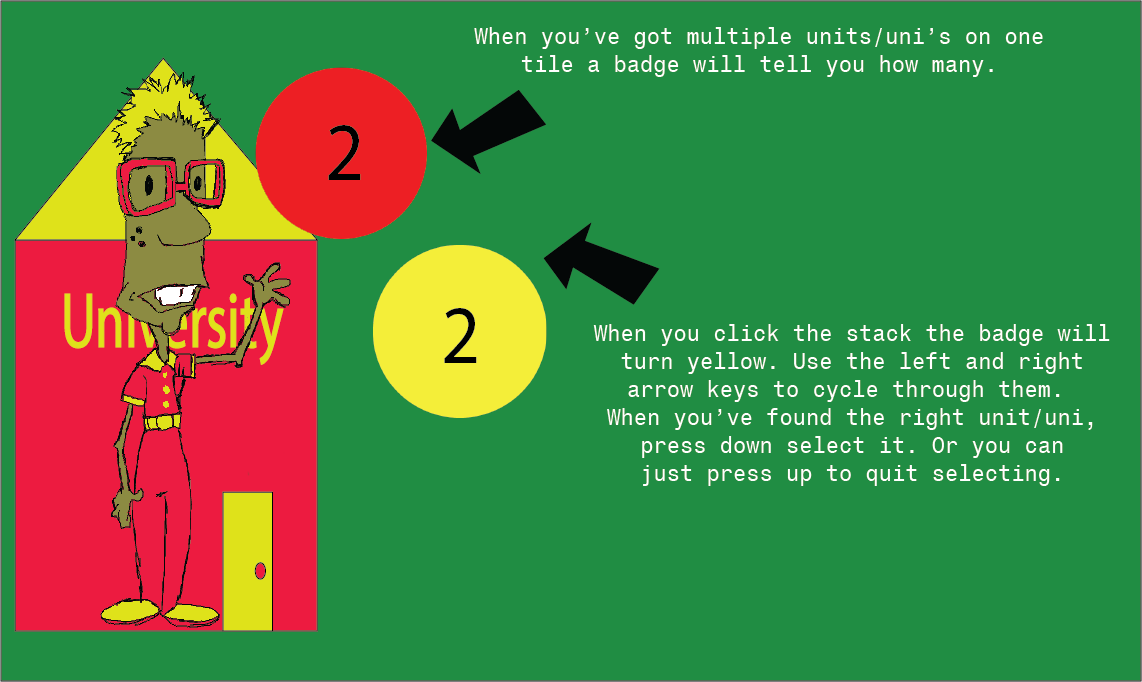 When you’ve got multiple units/uni’s on one
tile a badge will tell you how many.
2
University
2
When you click the stack the badge will
turn yellow. Use the left and right
arrow keys to cycle through them.
When you’ve found the right unit/uni,
press down select it. Or you can
just press up to quit selecting.